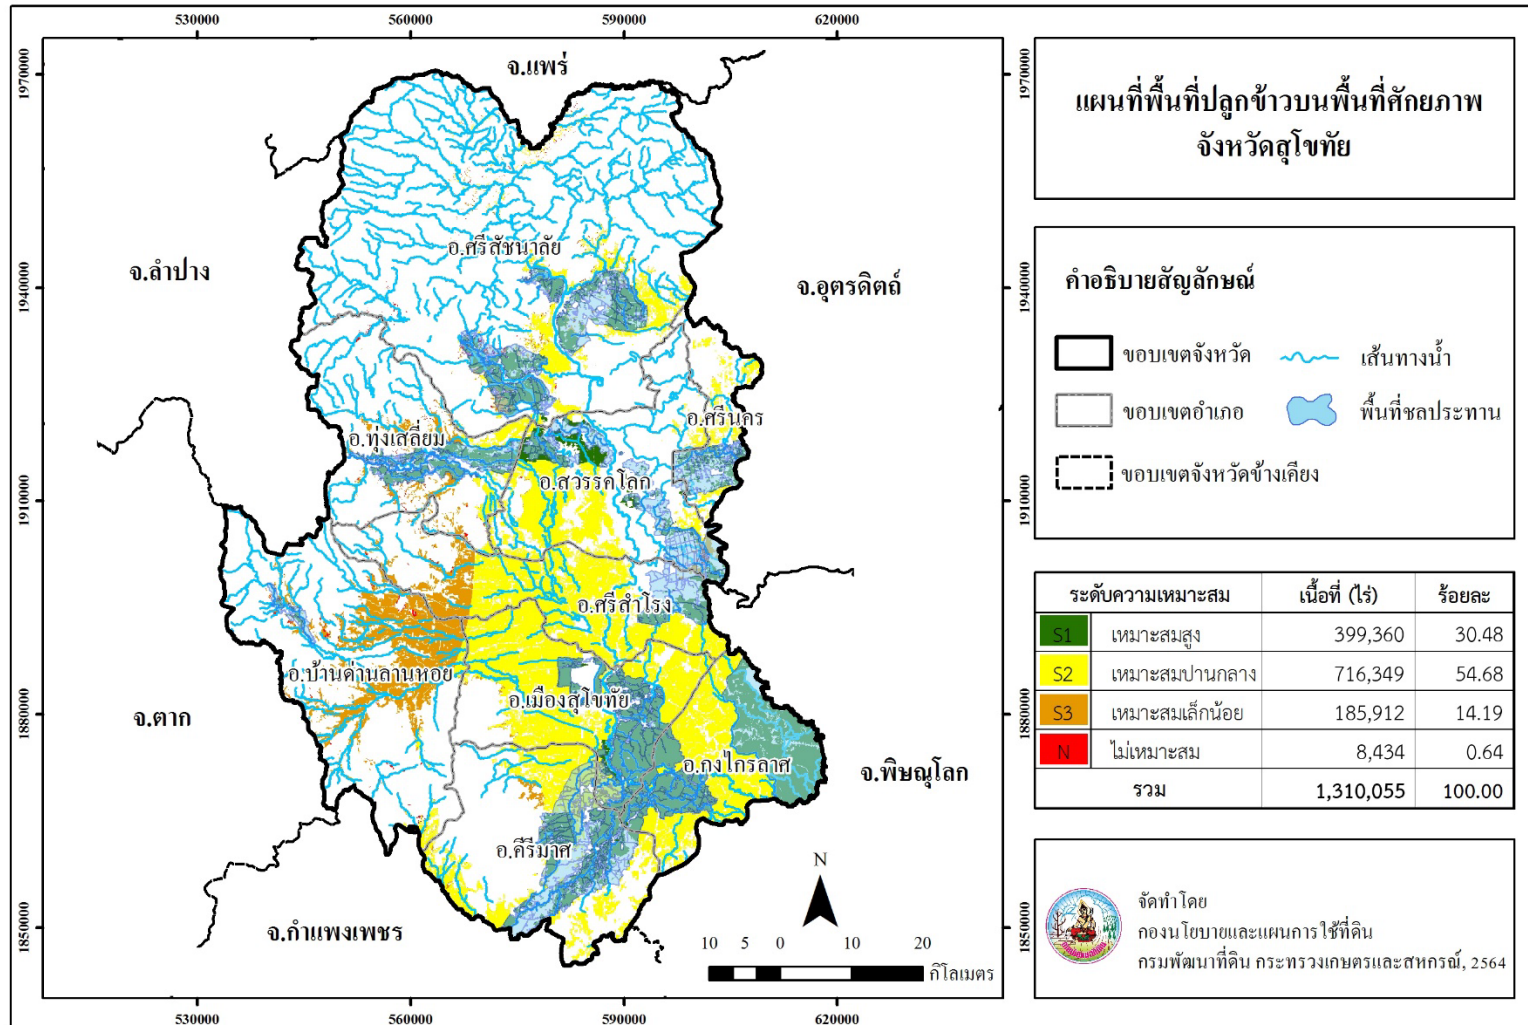 แผนที่พื้นที่ปลูกข้าวบนพื้นที่ศักยภาพ
จังหวัดสุโขทัย
530000 560000 590000 620000
1970000 1970000
1940000 1940000
1910000 1910000
1880000 1880000
1850000 1850000
530000 560000 590000 620000
จ.แพร่
จ.ลำปาง
จ.อุตรดิตถ์
จ.ตาก
จ.พิษณุโลก
จ.กำแพงเพชร
อ.ศรีสัชนาลัย
อ.ทุ่งเสลี่ยม
อ.ศรีนคร
อ.สวรรคโลก
อ.ศรีสำโรง
อ.บ้านด่านลานหอย
อ.เมืองสุโขทัย
อ.กงไกรลาศ
อ.คีรีมาศ
N
10 5 0 10 20
กิโลเมตร
คำอธิบายสัญลักษณ์
ขอบเขตจังหวัด เส้นทางน้ำ
ขอบเขตอำเภอ พื้นที่ชลประทาน
ขอบเขตจังหวัดข้างเคียง
ระดับความเหมาะสม เนื้อที่ (ไร่) ร้อยละ
S1 เหมาะสมสูง 399,360 30.48
S2 เหมาะสมปานกลาง 716,349 54.68
S3 เหมาะสมเล็กน้อย 185,912 14.19
N ไม่เหมาะสม 8,434 0.64
รวม 1,310,055 100.00
จัดทำโดย
กองนโยบายและแผนการใช้ที่ดิน
กรมพัฒนาที่ดิน กระทรวงเกษตรและสหกรณ์, 2564